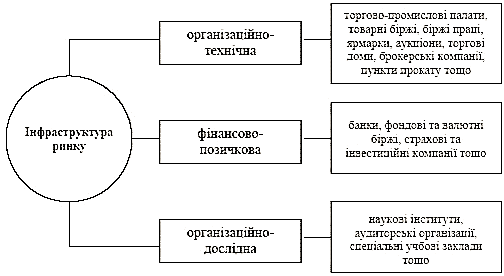 Інфраструктура
ринку
організаційно-
технічна
торгово-промислові палати,
товарні біржі, біржі праці,
ярмарки, аукціони, торгові
доми, брокерські компанії,
пункти прокату тощо
фінансово-
позичкова
банки, фондові та валютні
біржі, страхові та
інвестиційні компанії тощо
організаційно-
дослідна
наукові інститути,
аудиторські організації,
спеціальні учбові заклади
тощо